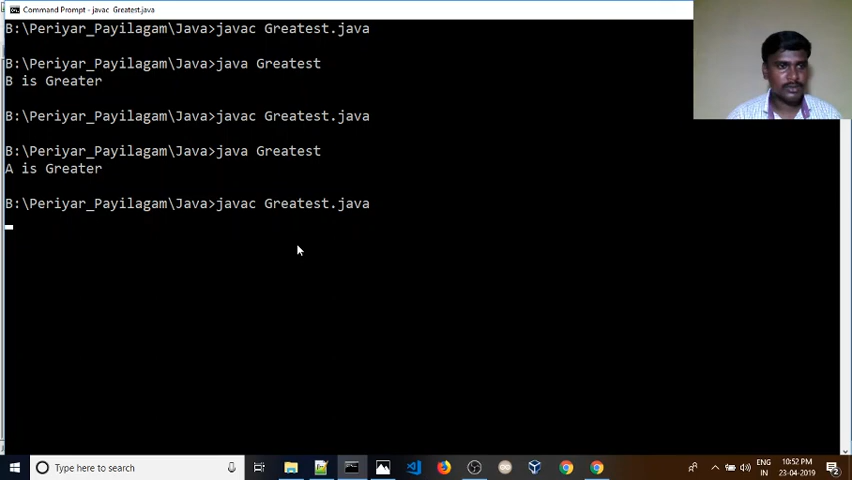 Command Prompt - javac Greatest.java
B:\Periyar_Payilagam\Java>javac Greatest.java
B:\Periyar_Payilagam\Java>java Greatest
B is Greater
B:\Periyar_Payilagam\Java>javac Greatest.java
B:\Periyar_Payilagam\Java>java Greatest
A is Greater
B:\Periyar_Payilagam\Java>javac Greatest.java
Type here to search
ENG
IN
10:52 PM
23-04-2019
2